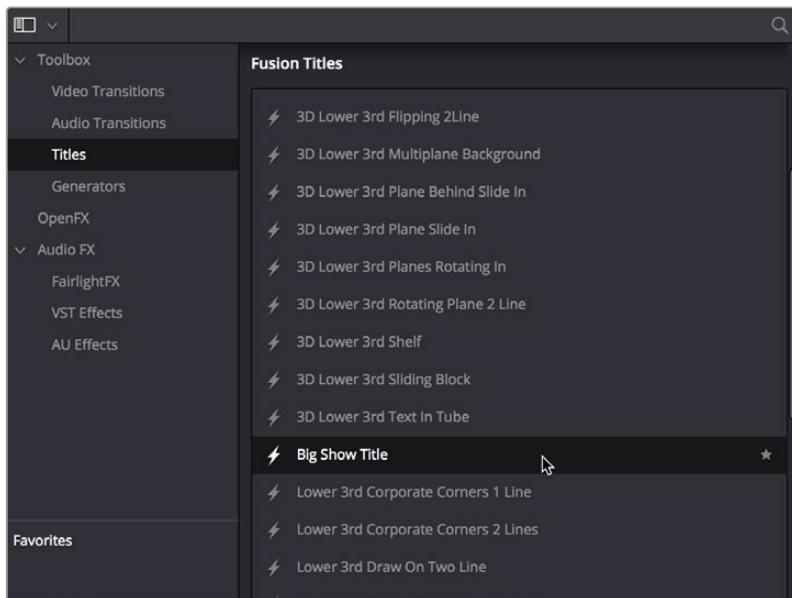 Toolbox
Video Transitions
Audio Transitions
Titles
Generators
OpenFX
Audio FX
FairlightFX
VST Effects
AU Effects
Favorites
Fusion Titles
3D Lower 3rd Flipping 2Line
3D Lower 3rd Multiplane Background
3D Lower 3rd Plane Behind Slide In
3D Lower 3rd Plane Slide In
3D Lower 3rd Planes Rotating In
3D Lower 3rd Rotating Plane 2 Line
3D Lower 3rd Shelf
3D Lower 3rd Sliding Block
3D Lower 3rd Text In Tube
Big Show Title
Lower 3rd Corporate Corners 1 Line
Lower 3rd Corporate Corners 2 Lines
Lower 3rd Draw On Two Line